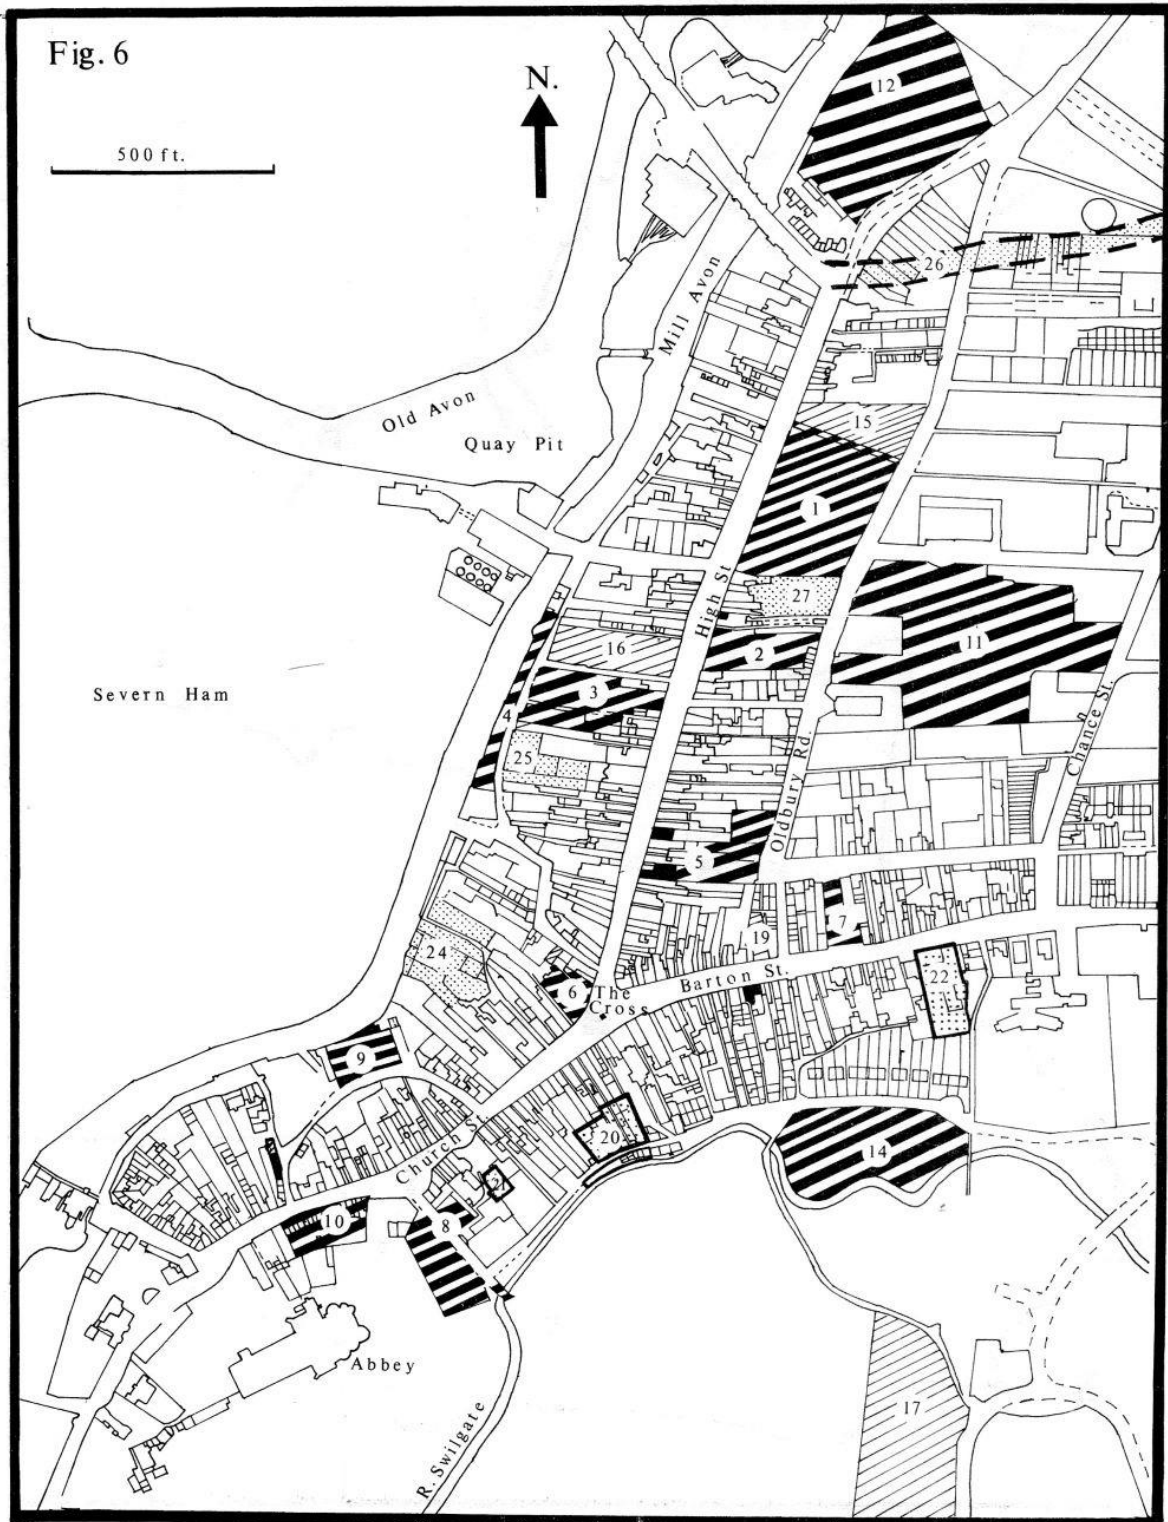 Fig. 6
N.
500 ft.
12
26
Mill Avon
Old Avon
Quay Pit
15
1
High St
27
16
2
11
3
Severn Ham
4
25
Oldbury Rd.
Chance St.
5
7
19
24
22
Barton St.
6
The
Cross
9
20
14
Church St.
10
8
Abbey
17
R. Swilgate